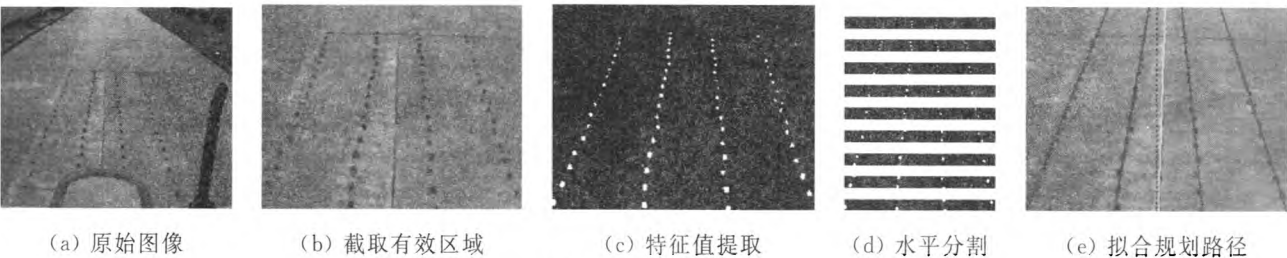 (a) 原始图像
(b) 截取有效区域
(c) 特征值提取
(d) 水平分割
(e) 拟合规划路径